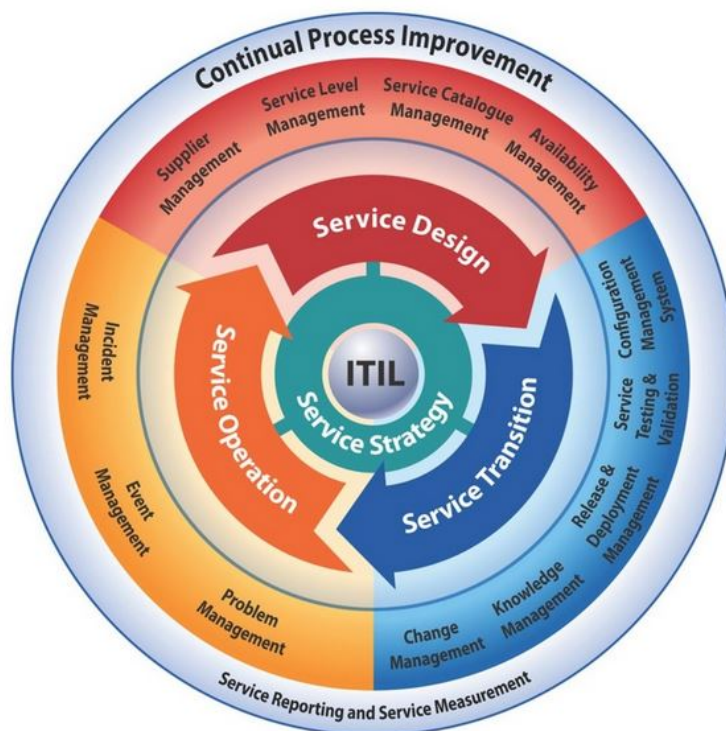 Continual Process Improvement
Supplier
Management
Service Level
Management
Service Catalogue
Management
Availability
Management
Configuration
Management
System
Service
Testing &
Validation
Release &
Deployment
Management
Knowledge
Management
Change
Management
Problem
Management
Event
Management
Incident
Management
Service Design
Service Transition
Service Operation
Service Strategy
ITIL
Service Reporting and Service Measurement